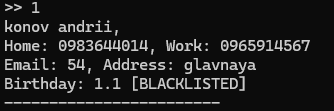 >> 1
konov andrii,
Home: 0983644014, Work: 0965914567
Email: 54, Address: glavnaya
Birthday: 1.1 [BLACKLISTED]
------------------------